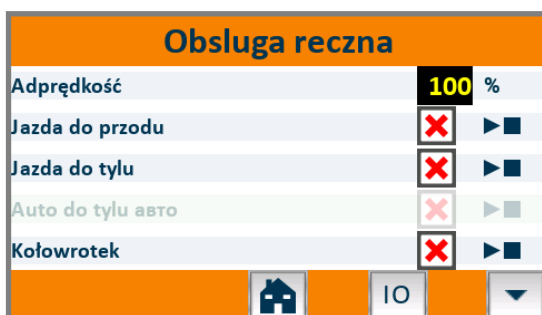 Obsluga reczna
Adprędkość 100 %
Jazda do przodu
Jazda do tylu
Auto do tylu авто
Kołowrotek
IO